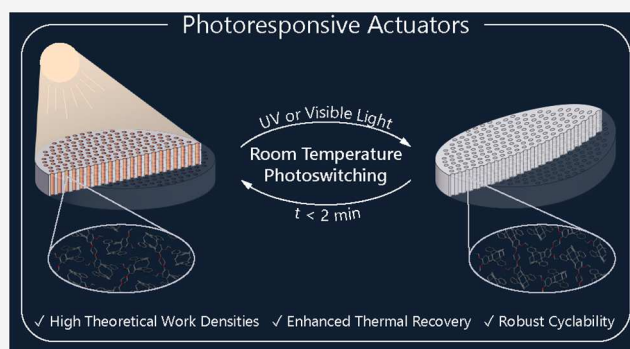 Photoresponsive Actuators
UV or Visible Light
Room Temperature
Photoswitching
t < 2 min
✓ High Theoretical Work Densities ✓ Enhanced Thermal Recovery ✓ Robust Cyclability